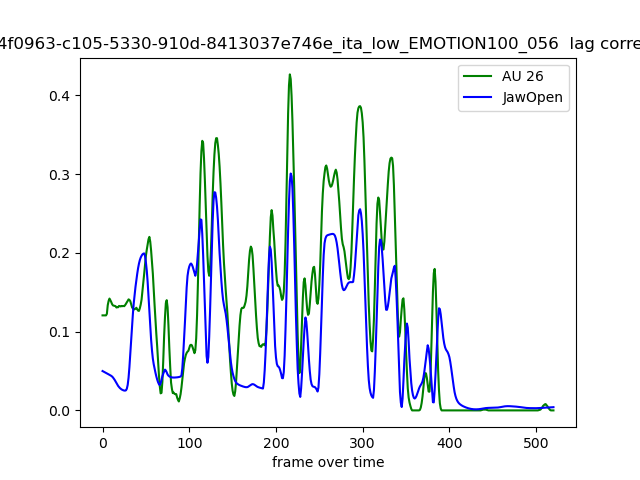 4f0963-c105-5330-910d-8413037e746e_ita_low_EMOTION100_056 lag corre
AU 26
JawOpen
0.4
0.3
0.2
0.1
0.0
0 100 200 300 400 500
frame over time